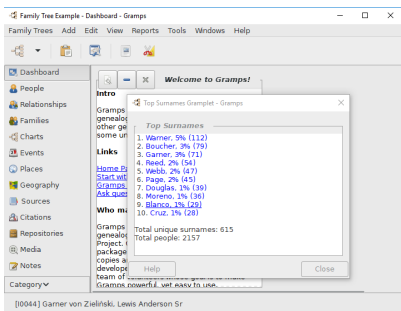 Family Tree Example - Dashboard - Gramps
Family Trees Add Edit View Reports Tools Windows Help
Dashboard
People
Relationships
Families
Charts
Events
Places
Geography
Sources
Citations
Repositories
Media
Notes
Category
Welcome to Gramps!
Intro
Gramps
genealog
other ge
some un
Links
Home Pa
Start wit
Gramps
Ask ques
Who ma
Gramps
genealog
Project.
package
copies a
develope
team of
Gramps powerful, yet easy to use.
Top Surnames Gramplet - Gramps
Top Surnames
1. Warner, 5% (112)
2. Boucher, 3% (79)
3. Garner, 3% (71)
4. Reed, 2% (54)
5. Webb, 2% (47)
6. Page, 2% (45)
7. Douglas, 1% (39)
8. Moreno, 1% (36)
9. Blanco, 1% (29)
10. Cruz, 1% (28)
Total unique surnames: 615
Total people: 2157
Help Close
[I0044] Garner von Zieliński, Lewis Anderson Sr